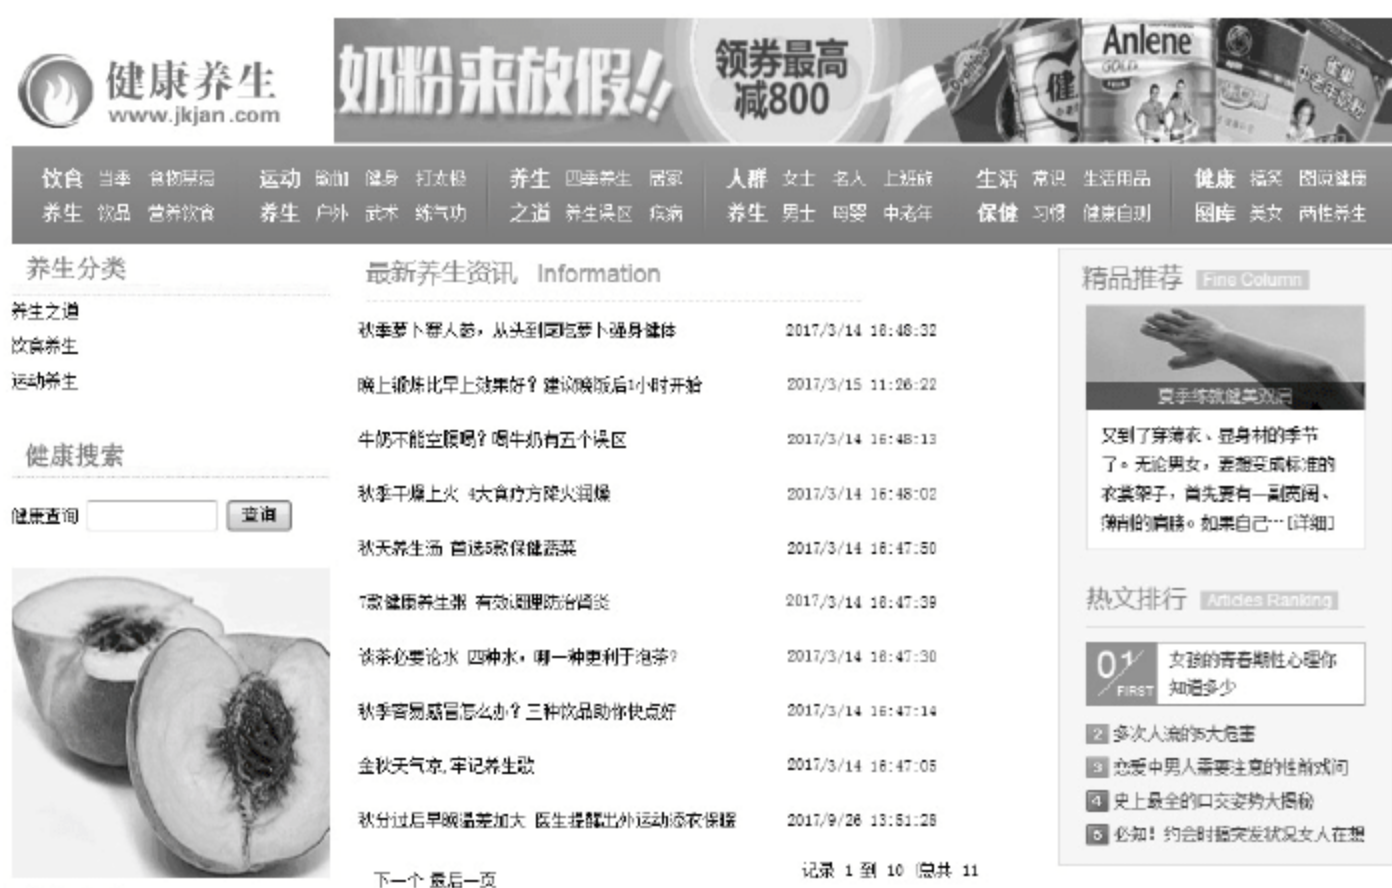 健康养生
www.jkjan.com
奶粉来放假!!
领券最高
减800
Anlene
GOLD
饮食 当季 食物禁忌 运动 瑜伽 健身 打太极 养生 四季养生 居家 人群 女士 名人 上班族 生活 常识 生活用品 健康 搞笑 图说健康
养生 饮品 营养饮食 养生 户外 武术 练气功 之道 养生误区 疾病 养生 男士 母婴 中老年 保健 习惯 健康自测 图库 美女 两性养生
养生分类
养生之道
饮食养生
运动养生
健康搜索
健康查询 查询
最新养生资讯 Information
秋季萝卜赛人参，从头到尾吃萝卜强身健体 2017/3/14 16:48:32
晚上锻炼比早上效果好？建议晚饭后1小时开始 2017/3/15 11:26:22
牛奶不能空腹喝？喝牛奶有五个误区 2017/3/14 16:48:13
秋季干燥上火 4大食疗方降火润燥 2017/3/14 16:48:02
秋天养生汤 首选5款保健蔬菜 2017/3/14 16:47:50
7款健康养生粥 有效调理防治肾炎 2017/3/14 16:47:39
谈茶必要论水 四种水，哪一种更利于泡茶? 2017/3/14 16:47:30
秋季容易感冒怎么办？三种饮品助你快点好 2017/3/14 16:47:14
金秋天气凉,牢记养生歌 2017/3/14 16:47:05
秋分过后早晚温差加大 医生提醒出外运动添衣保暖 2017/9/26 13:51:28
下一个 最后一页
记录 1 到 10 (总共 11
精品推荐 Fine Column
夏季练就健美双肩
又到了穿薄衣、显身材的季节
了。无论男女，要想变成标准的
衣裳架子，首先要有一副宽阔、
薄削的肩膀。如果自己…[详细]
热文排行 Articles Ranking
01 FIRST
女孩的青春期性心理你
知道多少
2 多次人流的5大危害
3 恋爱中男人需要注意的性前戏问
4 史上最全的口交姿势大揭秘
5 必知！约会时插突发状况女人在想